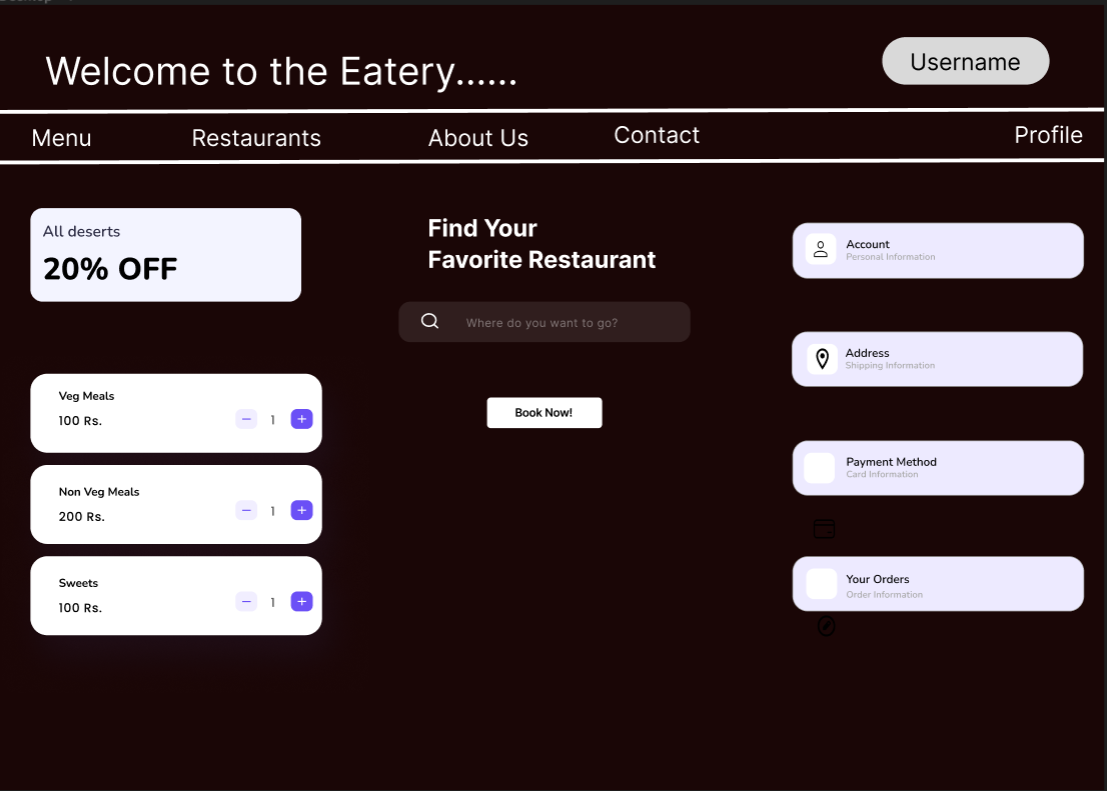 Welcome to the Eatery......
Username
Menu
Restaurants
About Us
Contact
Profile
All deserts
20% OFF
Veg Meals
100 Rs.
1
Non Veg Meals
200 Rs.
1
Sweets
100 Rs.
1
Find Your
Favorite Restaurant
Where do you want to go?
Book Now!
Account
Personal Information
Address
Shipping Information
Payment Method
Card Information
Your Orders
Order Information